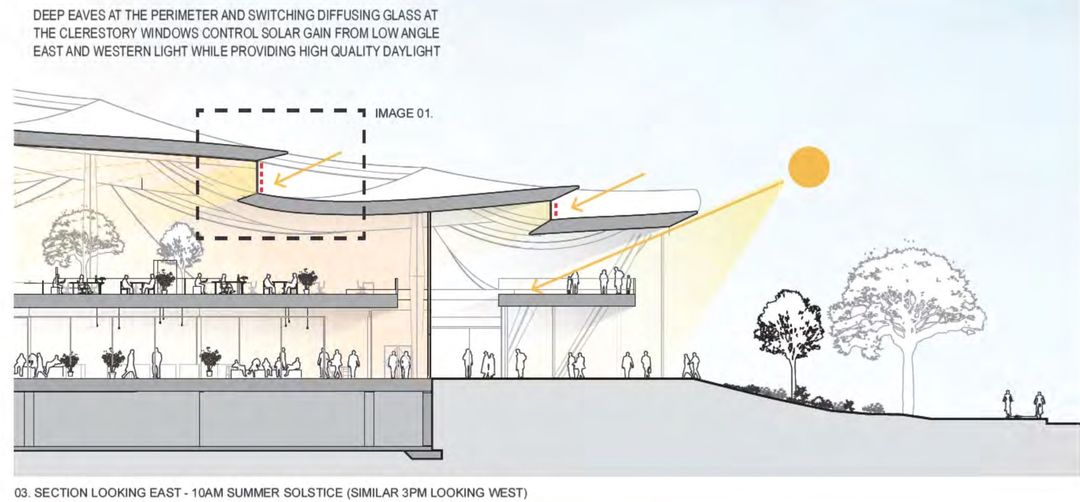 DEEP EAVES AT THE PERIMETER AND SWITCHING DIFFUSING GLASS AT
THE CLERESTORY WINDOWS CONTROL SOLAR GAIN FROM LOW ANGLE
EAST AND WESTERN LIGHT WHILE PROVIDING HIGH QUALITY DAYLIGHT
IMAGE 01.
03. SECTION LOOKING EAST - 10AM SUMMER SOLSTICE (SIMILAR 3PM LOOKING WEST)